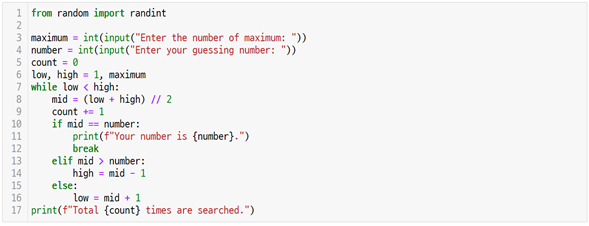 1 from random import randint
2
3 maximum = int(input("Enter the number of maximum: "))
4 number = int(input("Enter your guessing number: "))
5 count = 0
6 low, high = 1, maximum
7 while low < high:
8     mid = (low + high) // 2
9     count += 1
10     if mid == number:
11         print(f"Your number is {number}.")
12         break
13     elif mid > number:
14         high = mid - 1
15     else:
16         low = mid + 1
17 print(f"Total {count} times are searched.")